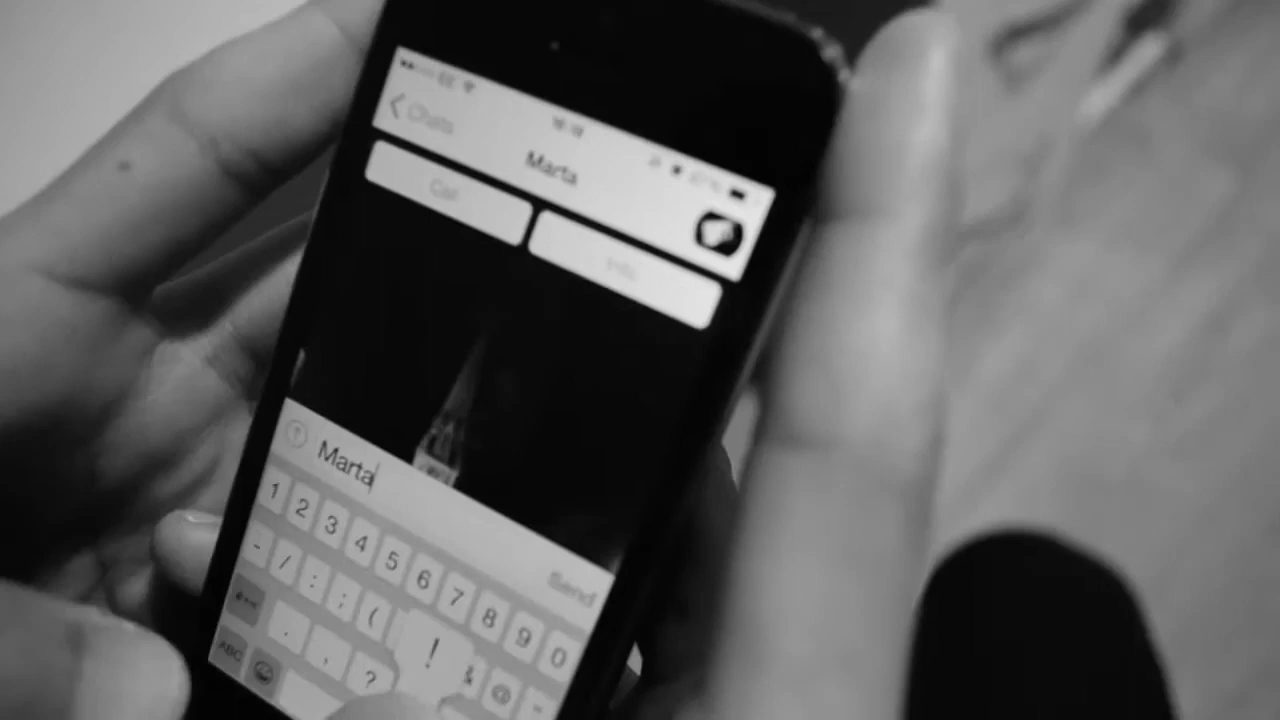 Chats
Marta
Call
Info
Marta
Send
1 2 3 4 5 6 7 8 9 0
- / : ; ( & @
. , ? !
ABC